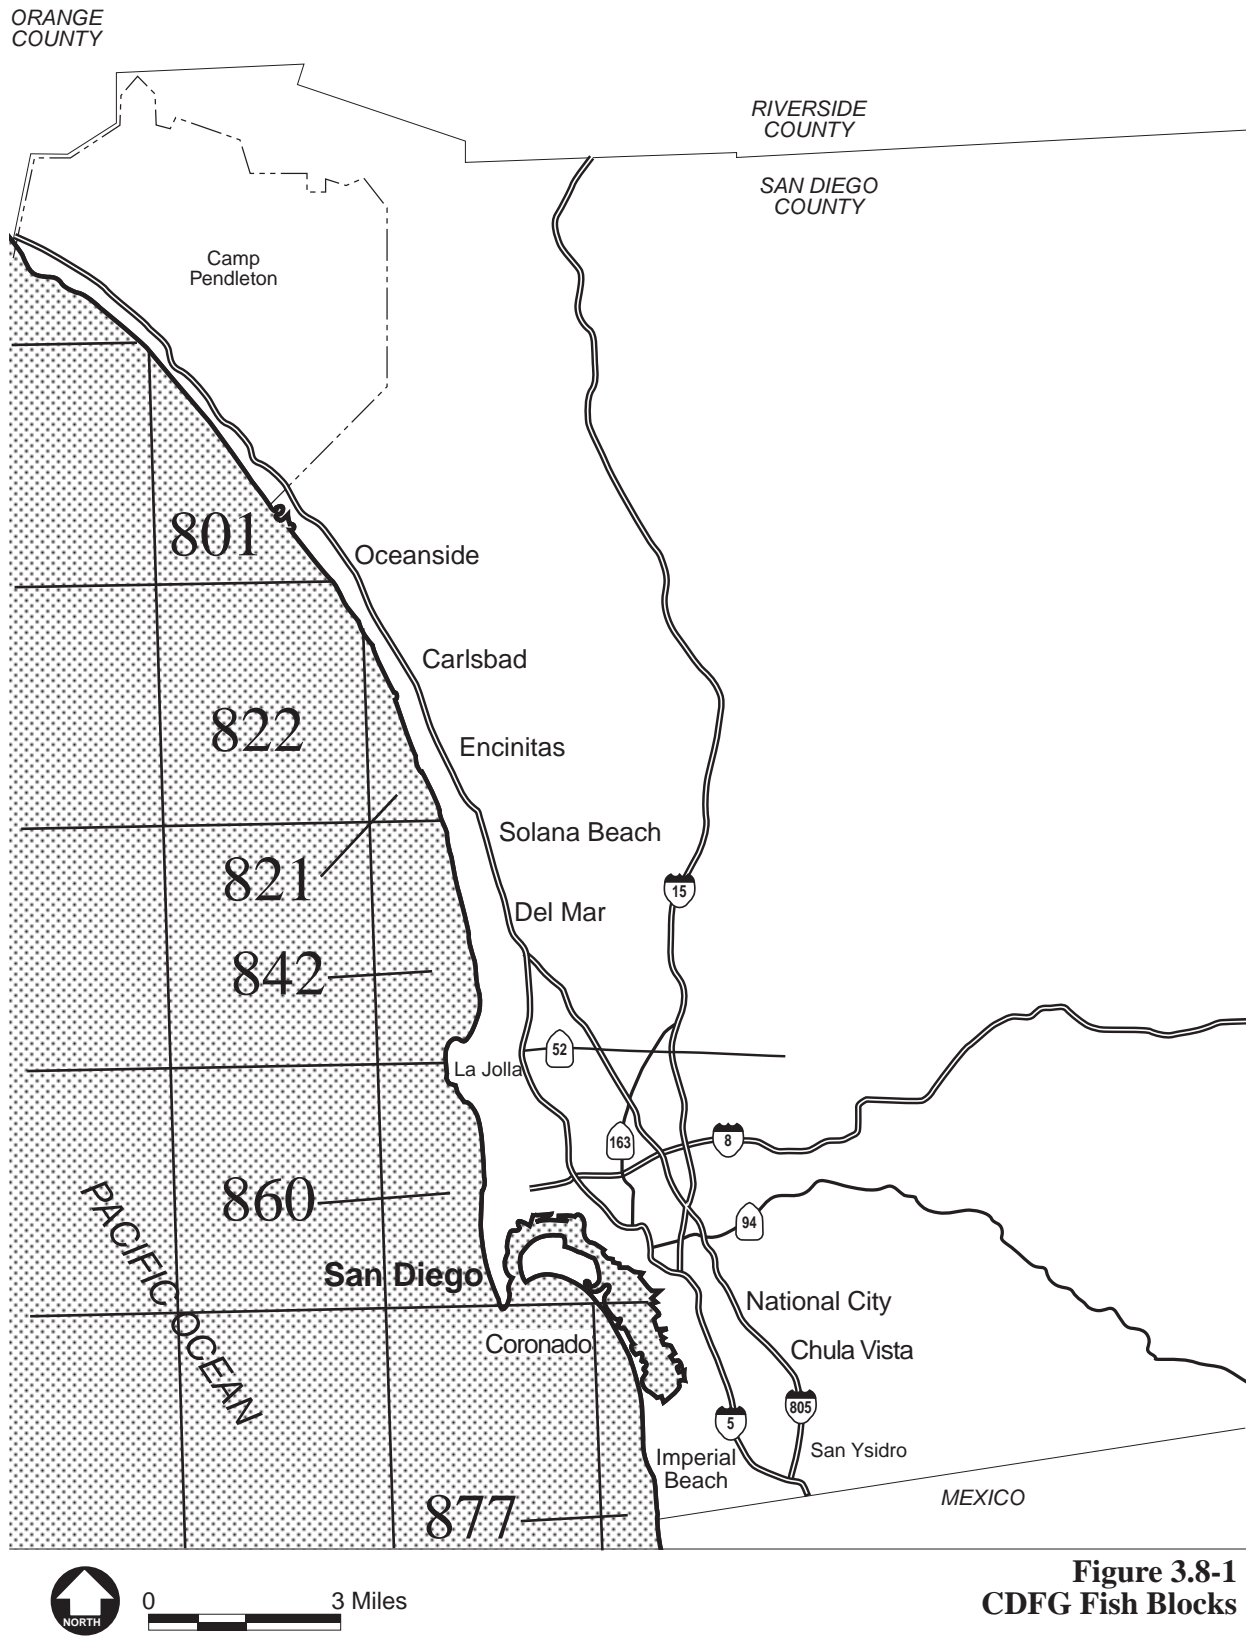 ORANGE
COUNTY
RIVERSIDE
COUNTY
SAN DIEGO
COUNTY
Camp
Pendleton
801
Oceanside
Carlsbad
822
Encinitas
Solana Beach
821
15
Del Mar
842
52
La Jolla
163
8
860
94
PACIFIC OCEAN
San Diego
National City
Coronado
Chula Vista
805
5
San Ysidro
Imperial
Beach
MEXICO
877
NORTH
0 3 Miles
Figure 3.8-1
CDFG Fish Blocks